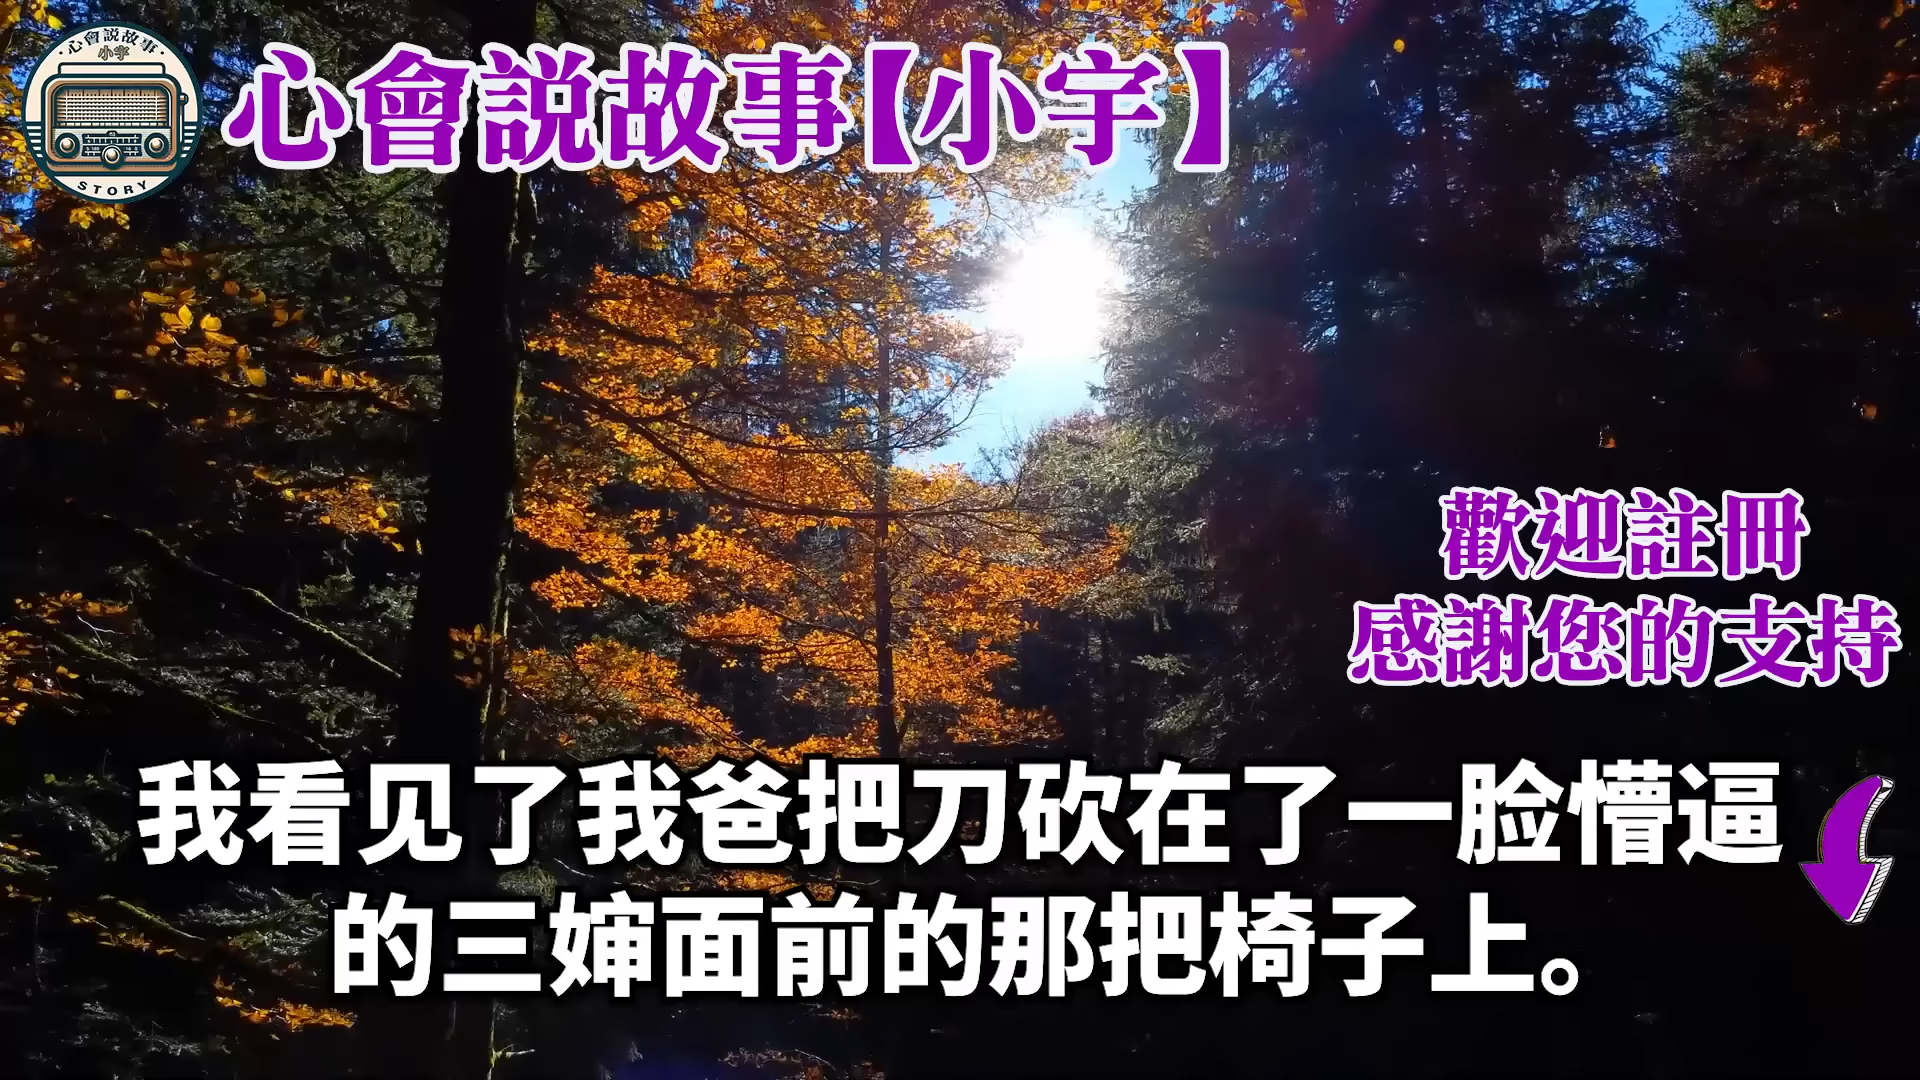 ·心會説故事·
小宇
STORY
心會説故事【小宇】
歡迎註冊
感謝您的支持
我看见了我爸把刀砍在了一脸懵逼
的三婶面前的那把椅子上。